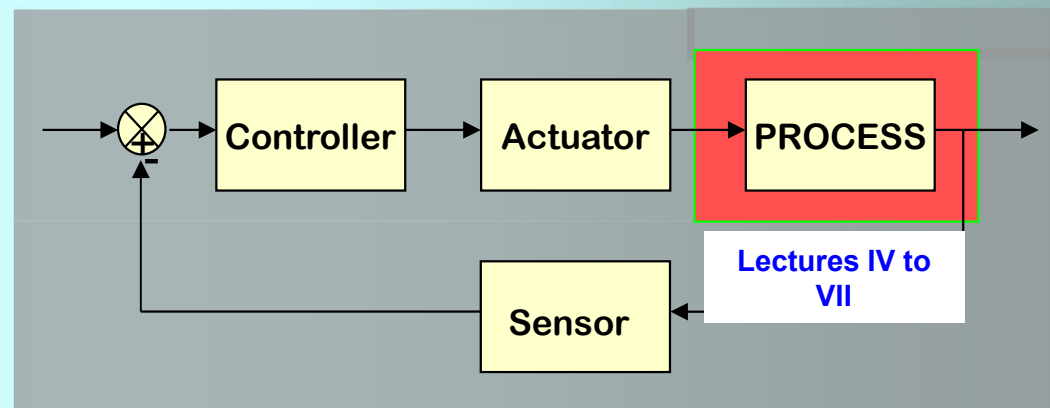 Controller
Actuator
PROCESS
+
-
Lectures IV to
VII
Sensor